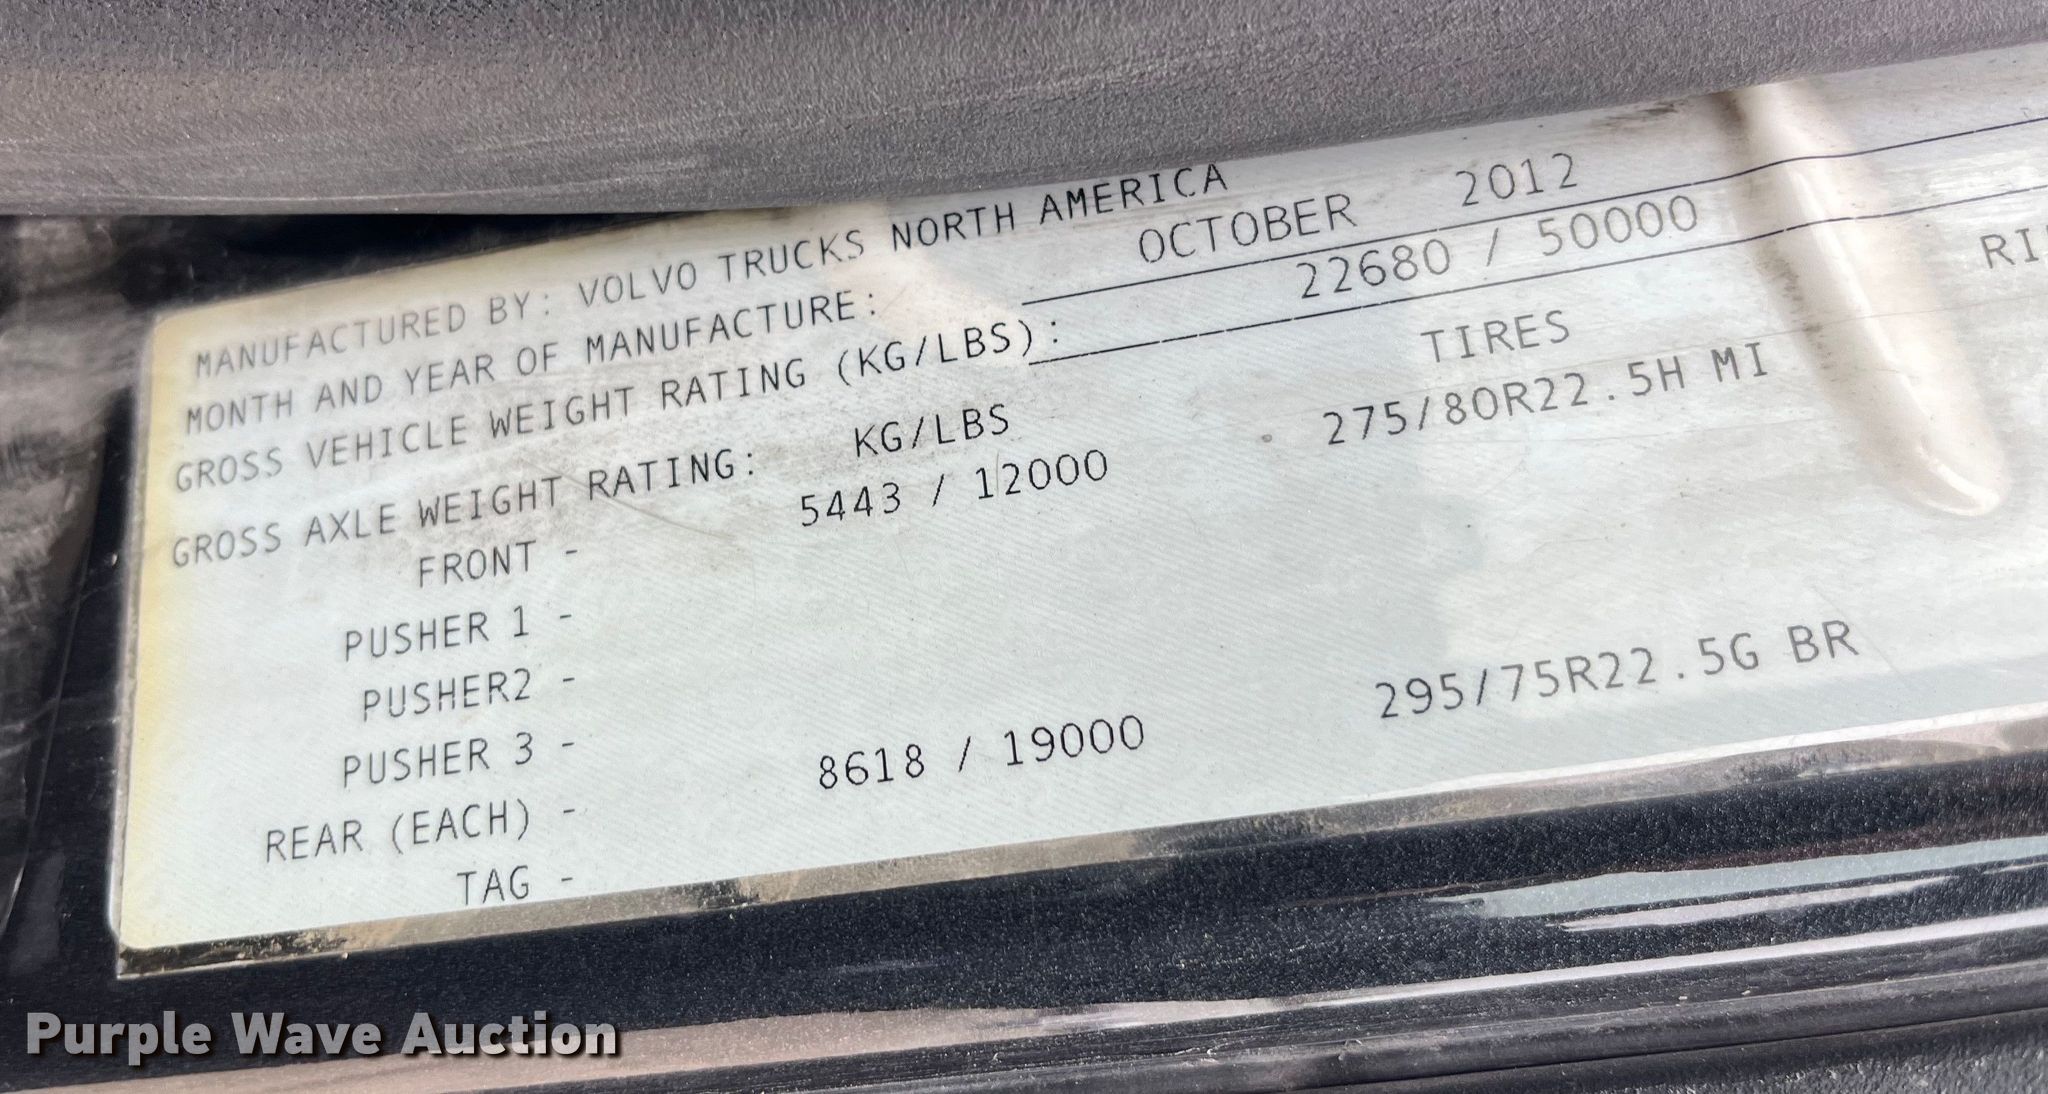 MANUFACTURED BY: VOLVO TRUCKS NORTH AMERICA
MONTH AND YEAR OF MANUFACTURE: OCTOBER 2012
GROSS VEHICLE WEIGHT RATING (KG/LBS): 22680 / 50000
GROSS AXLE WEIGHT RATING: KG/LBS TIRES
FRONT - 5443 / 12000 275/80R22.5H MI
PUSHER 1 -
PUSHER2 -
PUSHER 3 -
REAR (EACH) - 8618 / 19000 295/75R22.5G BR
TAG -
Purple Wave Auction